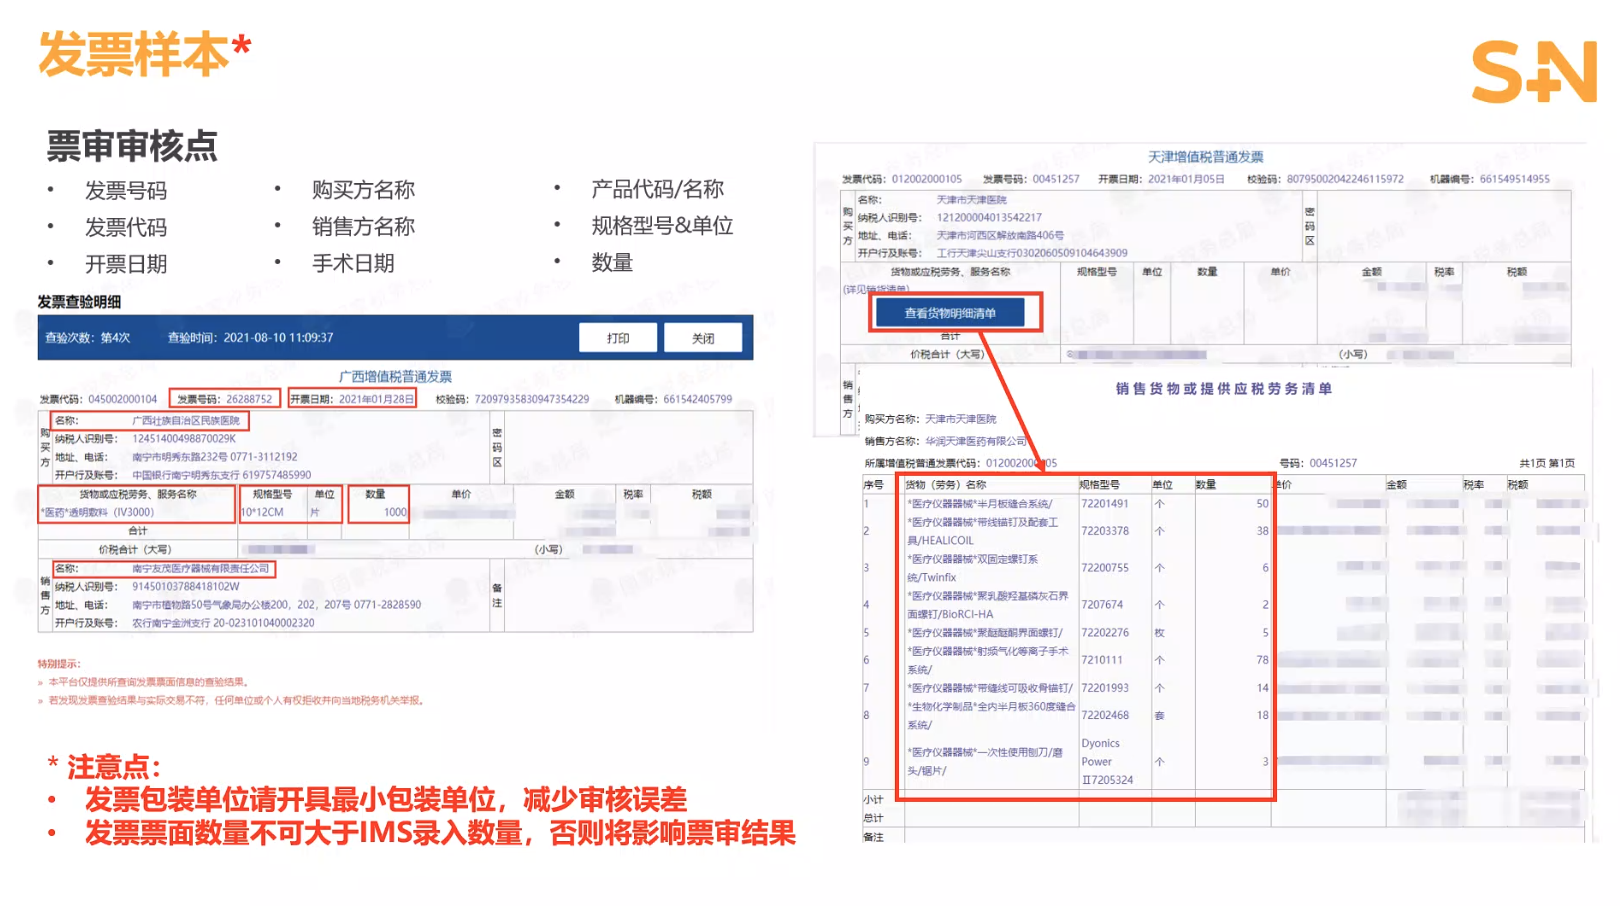 发票样本*
S+N
票审审核点
• 发票号码
• 发票代码
• 开票日期
• 购买方名称
• 销售方名称
• 手术日期
• 产品代码/名称
• 规格型号&单位
• 数量
发票查验明细
查验次数：第4次 查验时间：2021-08-10 11:09:37 打印 关闭
广西增值税普通发票
发票代码：045002000104 发票号码：26288752 开票日期：2021年01月28日 校验码：72097935830947354229 机器编号：661542405799
购买方
名称： 广西壮族自治区民族医院
纳税人识别号： 12451400498870029K
地址、电话： 南宁市明秀东路232号 0771-3112192
开户行及账号： 中国银行南宁明秀东支行 619757485990
密码区
货物或应税劳务、服务名称 规格型号 单位 数量 单价 金额 税率 税额
*医药*透明敷料（IV3000） 10*12CM 片 1000
合计
价税合计（大写） （小写）
销售方
名称： 南宁友茂医疗器械有限责任公司
纳税人识别号： 91450103788418102W
地址、电话： 南宁市植物路50号气象局办公楼200，202，207号 0771-2828590
开户行及账号： 农行南宁金洲支行 20-023101040002320
备注
特别提示：
» 本平台仅提供所查询发票票面信息的查验结果。
» 若发现发票查验结果与实际交易不符，任何单位或个人有权拒收并向当地税务机关举报。
* 注意点：
• 发票包装单位请开具最小包装单位，减少审核误差
• 发票票面数量不可大于IMS录入数量，否则将影响票审结果
天津增值税普通发票
发票代码：012002000105 发票号码：00451257 开票日期：2021年01月05日 校验码：80795002042246115972 机器编号：661549514955
购买方
名称： 天津市天津医院
纳税人识别号： 121200004013542217
地址、电话： 天津市河西区解放南路406号
开户行及账号： 工行天津尖山支行0302060509104643909
密码区
货物或应税劳务、服务名称 规格型号 单位 数量 单价 金额 税率 税额
(详见销货清单)
查看货物明细清单
合计
价税合计（大写） （小写）
销售方
销售货物或提供应税劳务清单
购买方名称：天津市天津医院
销售方名称：华润天津医药有限公司
所属增值税普通发票代码：012002000105 号码：00451257 共1页 第1页
序号 货物（劳务）名称 规格型号 单位 数量 单价 金额 税率 税额
1 *医疗仪器器械*半月板缝合系统/ 72201491 个 50
2 *医疗仪器器械*带线锚钉及配套工具/HEALICOIL 72203378 个 38
3 *医疗仪器器械*双固定螺钉系统/Twinfix 72200755 个 6
4 *医疗仪器器械*聚乳酸羟基磷灰石界面螺钉/BioRCI-HA 7207674 个 2
5 *医疗仪器器械*聚醚醚酮界面螺钉/ 72202276 枚 5
6 *医疗仪器器械*射频气化等离子手术系统/ 7210111 个 78
7 *医疗仪器器械*带缝线可吸收骨锚钉/ 72201993 个 14
8 *生物化学制品*全内半月板360度缝合系统/ 72202468 套 18
9 *医疗仪器器械*一次性使用刨刀/磨头/锯片/ Dyonics Power II7205324 个 3
小计
总计
备注